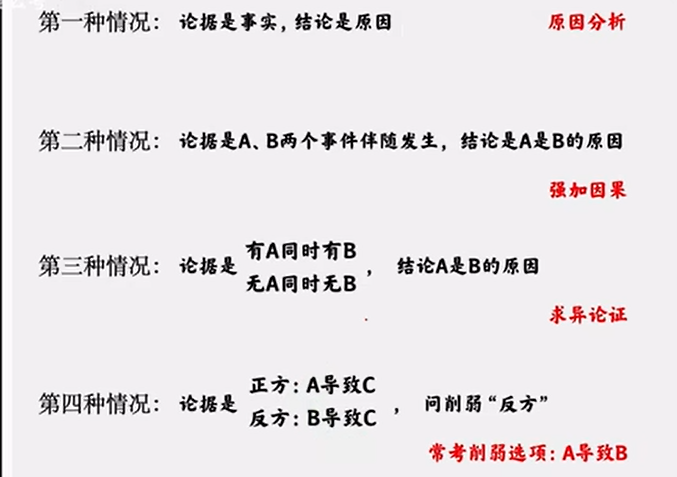 第一种情况：论据是事实，结论是原因
原因分析
第二种情况：论据是A、B两个事件伴随发生，结论是A是B的原因
强加因果
第三种情况：论据是 有A同时有B
无A同时无B ，结论A是B的原因
求异论证
第四种情况：论据是 正方：A导致C
反方：B导致C ，问削弱“反方”
常考削弱选项：A导致B